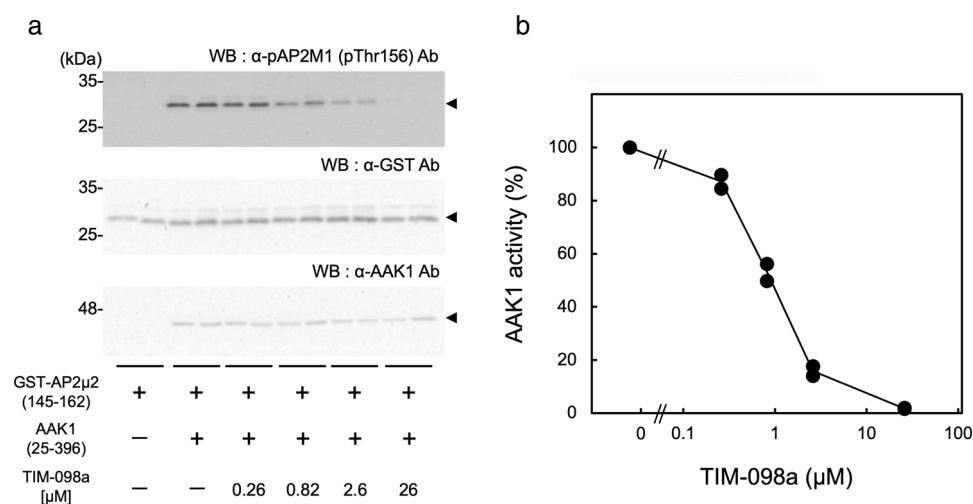 a
WB : α-pAP2M1 (pThr156) Ab
(kDa)
35-
25-
WB : α-GST Ab
35-
25-
WB : α-AAK1 Ab
48-
GST-AP2μ2 + + + + + +
(145-162)
AAK1 — + + + + +
(25-396)
TIM-098a — — 0.26 0.82 2.6 26
[μM]
b
AAK1 activity (%)
100
80
60
40
20
0
0 0.1 1 10 100
TIM-098a (μM)